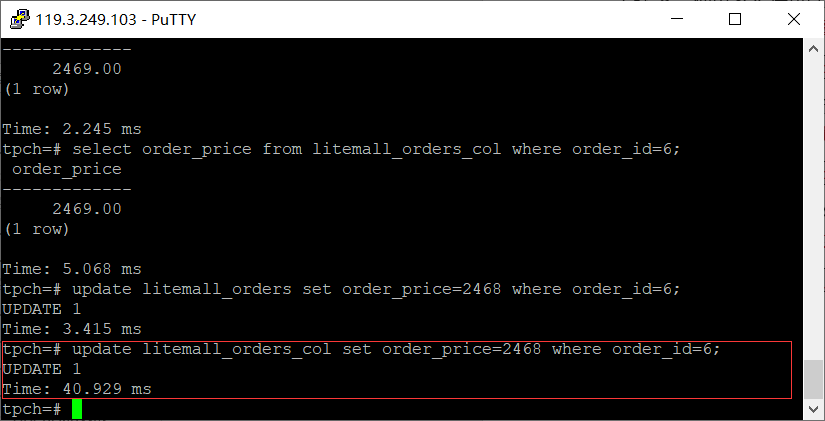 119.3.249.103 - PuTTY
-------------
2469.00
(1 row)
Time: 2.245 ms
tpch=# select order_price from litemall_orders_col where order_id=6;
order_price
-------------
2469.00
(1 row)
Time: 5.068 ms
tpch=# update litemall_orders set order_price=2468 where order_id=6;
UPDATE 1
Time: 3.415 ms
tpch=# update litemall_orders_col set order_price=2468 where order_id=6;
UPDATE 1
Time: 40.929 ms
tpch=#